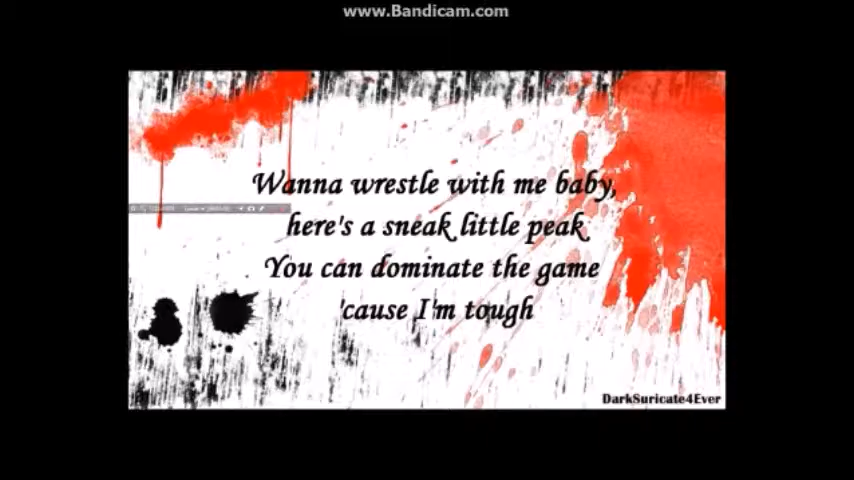 www.Bandicam.com
Wanna wrestle with me baby,
here's a sneak little peak
You can dominate the game
'cause I'm tough
DarkSuricate4Ever